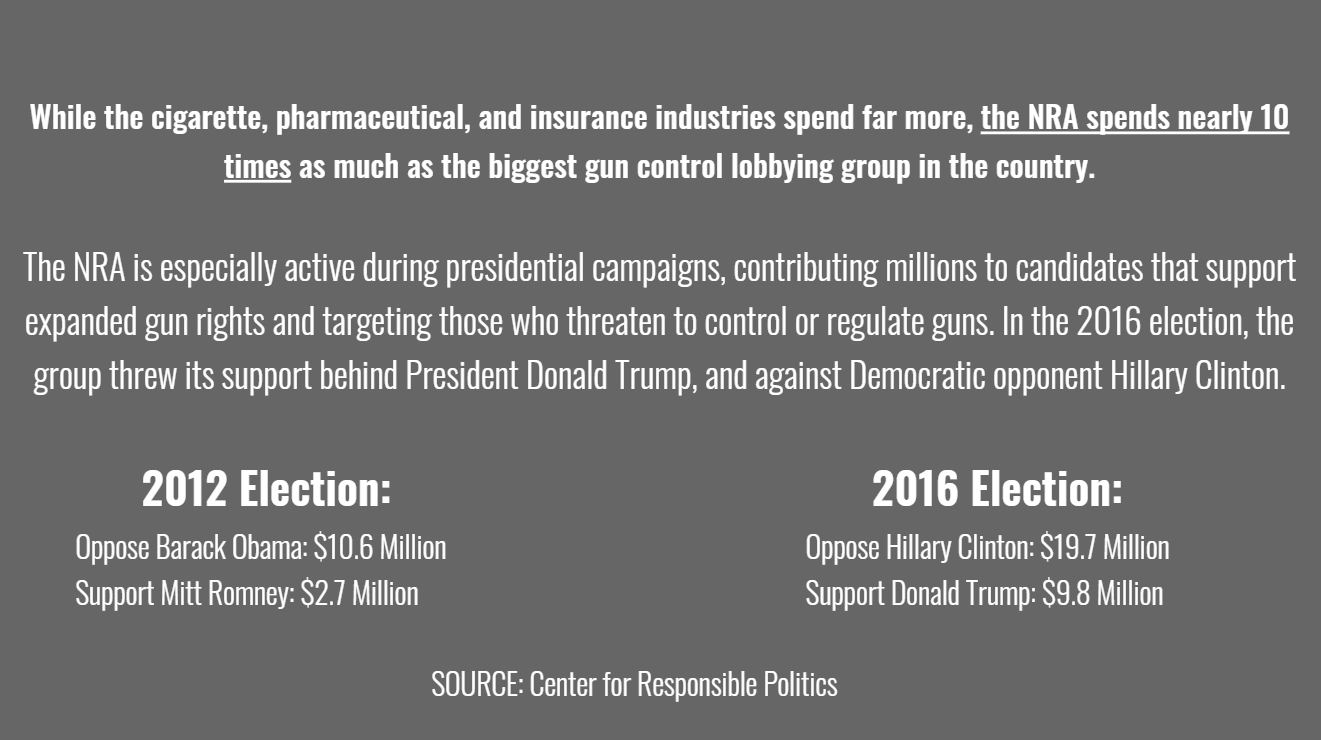 While the cigarette, pharmaceutical, and insurance industries spend far more, the NRA spends nearly 10
times as much as the biggest gun control lobbying group in the country.
The NRA is especially active during presidential campaigns, contributing millions to candidates that support
expanded gun rights and targeting those who threaten to control or regulate guns. In the 2016 election, the
group threw its support behind President Donald Trump, and against Democratic opponent Hillary Clinton.
2012 Election:
Oppose Barack Obama: $10.6 Million
Support Mitt Romney: $2.7 Million
2016 Election:
Oppose Hillary Clinton: $19.7 Million
Support Donald Trump: $9.8 Million
SOURCE: Center for Responsible Politics